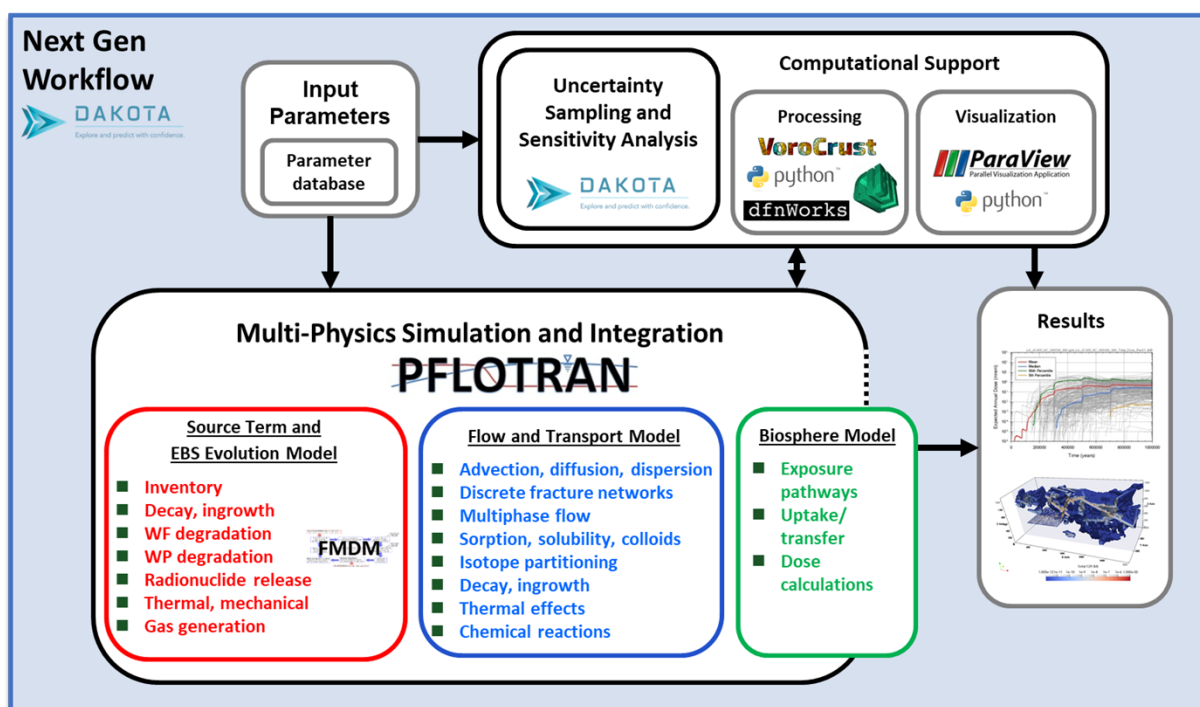 Next Gen
Workflow
DAKOTA
Explore and predict with confidence.
Input
Parameters
Parameter
database
Computational Support
Uncertainty
Sampling and
Sensitivity Analysis
DAKOTA
Explore and predict with confidence.
Processing
VoroCrust
python™
dfnWorks
Visualization
ParaView
Parallel Visualization Application
python™
Multi-Physics Simulation and Integration
PFLOTRAN
Source Term and
EBS Evolution Model
Inventory
Decay, ingrowth
WF degradation
WP degradation
Radionuclide release
Thermal, mechanical
Gas generation
FMDM
Flow and Transport Model
Advection, diffusion, dispersion
Discrete fracture networks
Multiphase flow
Sorption, solubility, colloids
Isotope partitioning
Decay, ingrowth
Thermal effects
Chemical reactions
Biosphere Model
Exposure
pathways
Uptake/
transfer
Dose
calculations
Results
Mean
Median
Time (years)